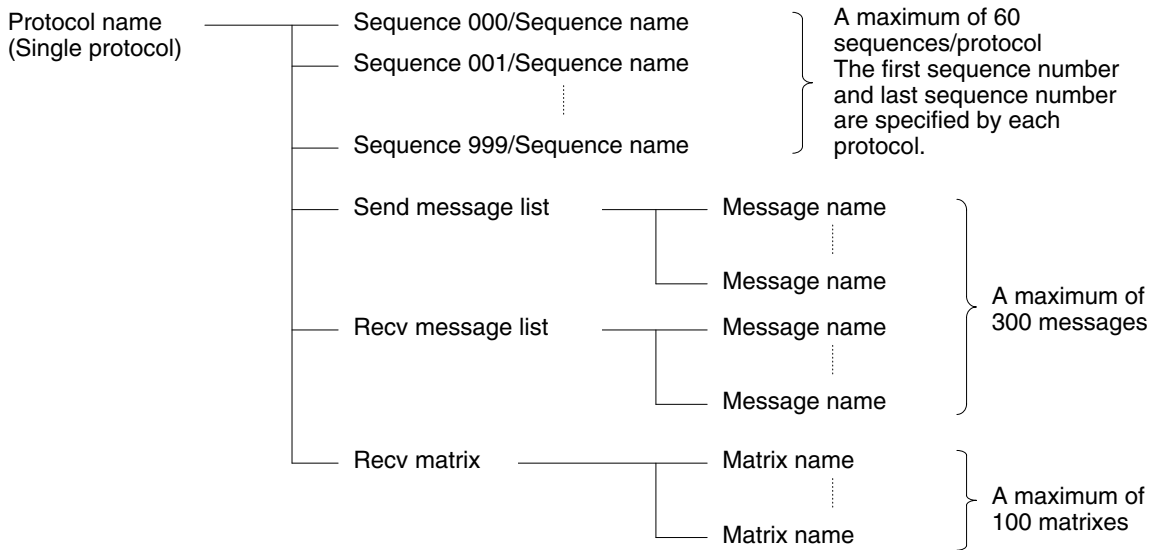 Protocol name
(Single protocol)
Sequence 000/Sequence name
Sequence 001/Sequence name
Sequence 999/Sequence name
A maximum of 60
sequences/protocol
The first sequence number
and last sequence number
are specified by each
protocol.
Send message list
Message name
Message name
Recv message list
Message name
Message name
A maximum of
300 messages
Recv matrix
Matrix name
Matrix name
A maximum of
100 matrixes